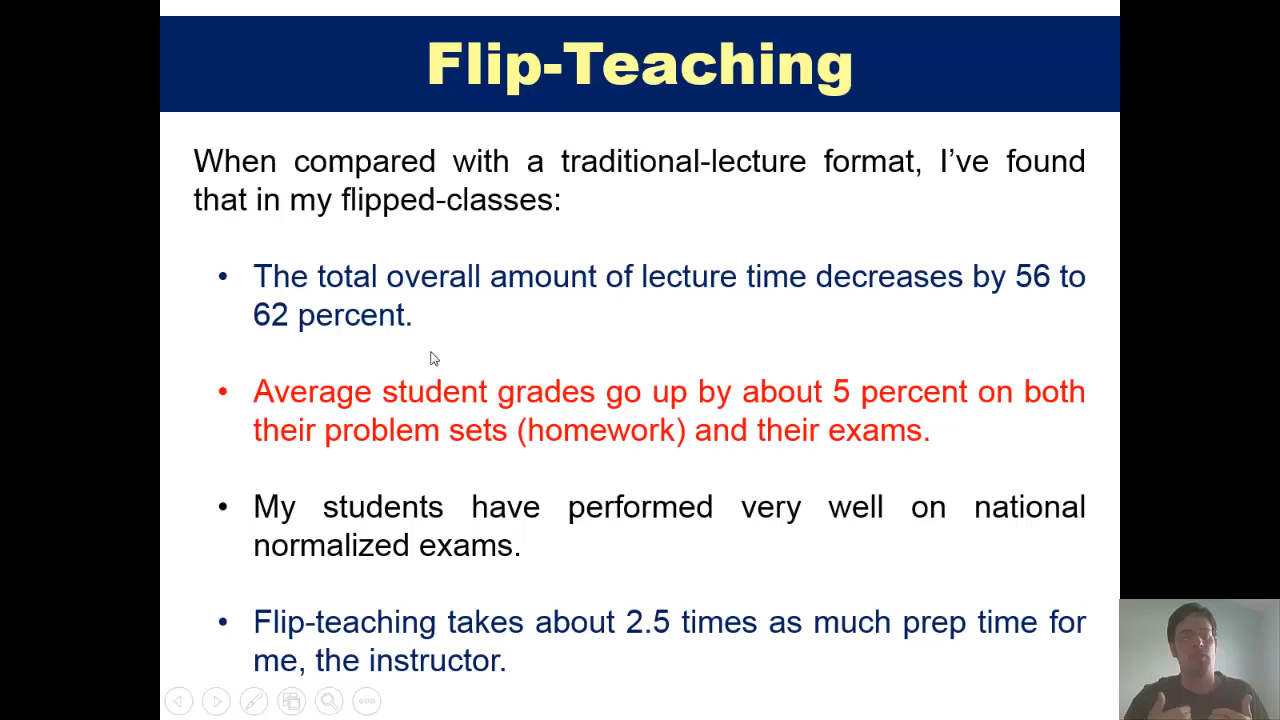 Flip-Teaching
When compared with a traditional-lecture format, I’ve found
that in my flipped-classes:
• The total overall amount of lecture time decreases by 56 to
62 percent.
• Average student grades go up by about 5 percent on both
their problem sets (homework) and their exams.
• My students have performed very well on national
normalized exams.
• Flip-teaching takes about 2.5 times as much prep time for
me, the instructor.